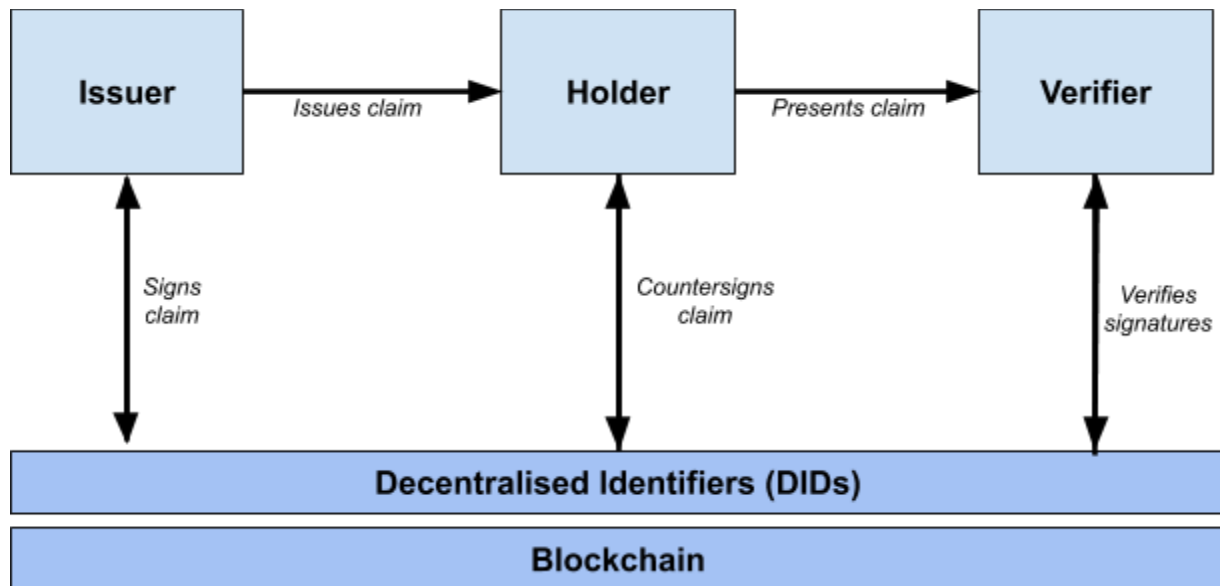 Issuer
Issues claim
Holder
Presents claim
Verifier
Signs
claim
Countersigns
claim
Verifies
signatures
Decentralised Identifiers (DIDs)
Blockchain